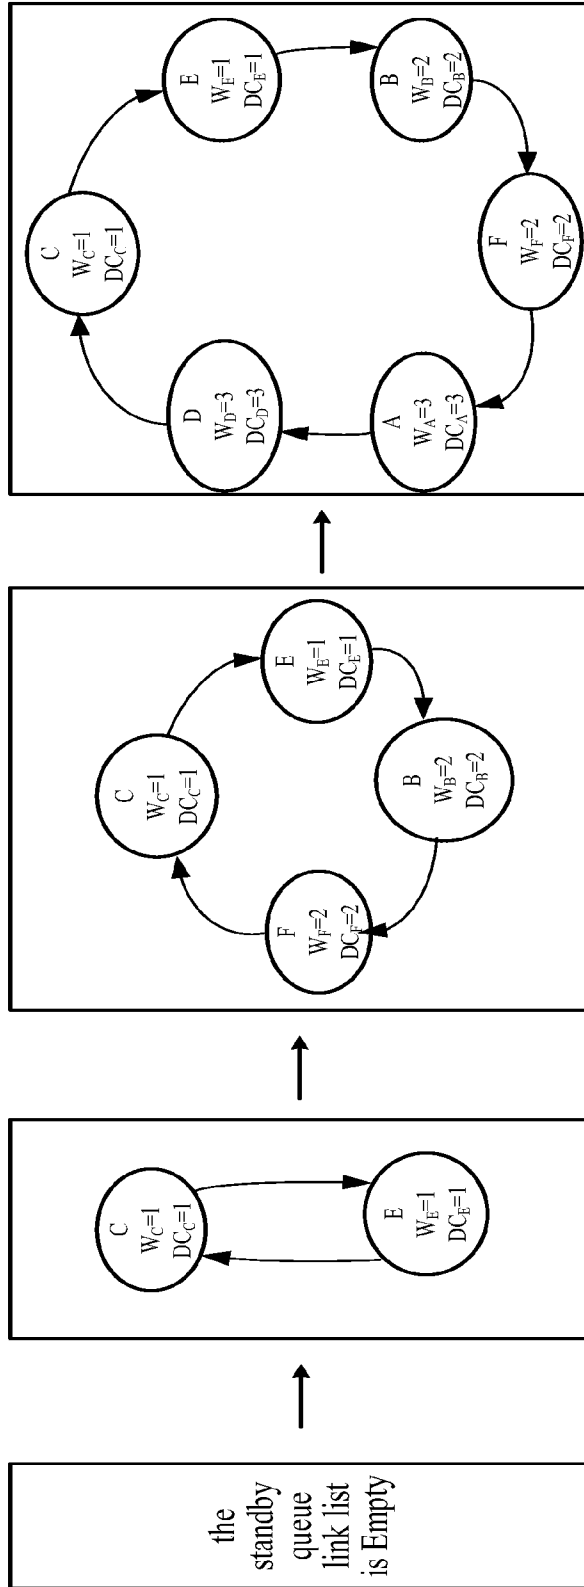 the
standby
queue
link list
is Empty
C
W_C=1
DC_C=1
E
W_E=1
DC_E=1
C
W_C=1
DC_C=1
F
W_F=2
DC_F=2
E
W_E=1
DC_E=1
B
W_B=2
DC_B=2
C
W_C=1
DC_C=1
D
W_D=3
DC_D=3
E
W_E=1
DC_E=1
A
W_A=3
DC_A=3
B
W_B=2
DC_B=2
F
W_F=2
DC_F=2